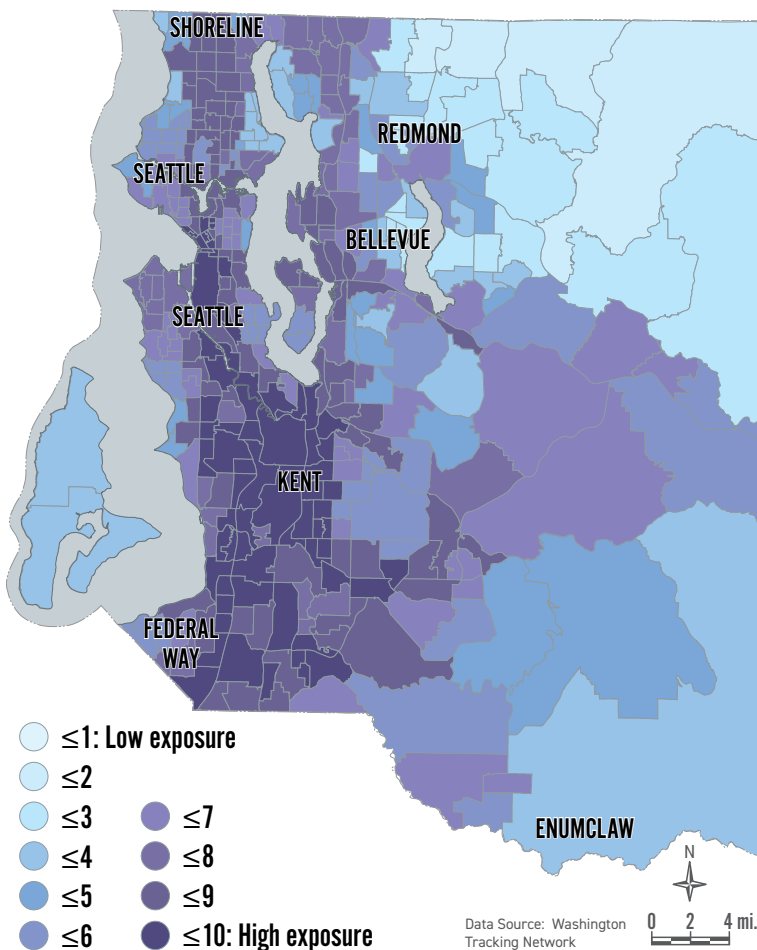 SHORELINE
REDMOND
SEATTLE
BELLEVUE
SEATTLE
KENT
FEDERAL
WAY
≤1: Low exposure
≤2
≤3
≤4
≤5
≤6
≤7
≤8
≤9
≤10: High exposure
ENUMCLAW
N
0 2 4 mi.
Data Source: Washington
Tracking Network